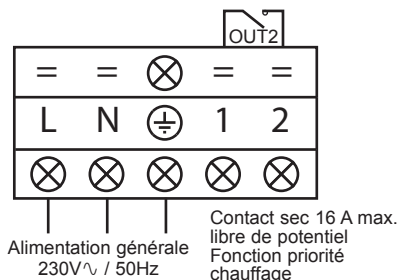 OUT2
= = = =
L N 1 2
Alimentation générale
230V∿ / 50Hz
Contact sec 16 A max.
libre de potentiel
Fonction priorité
chauffage